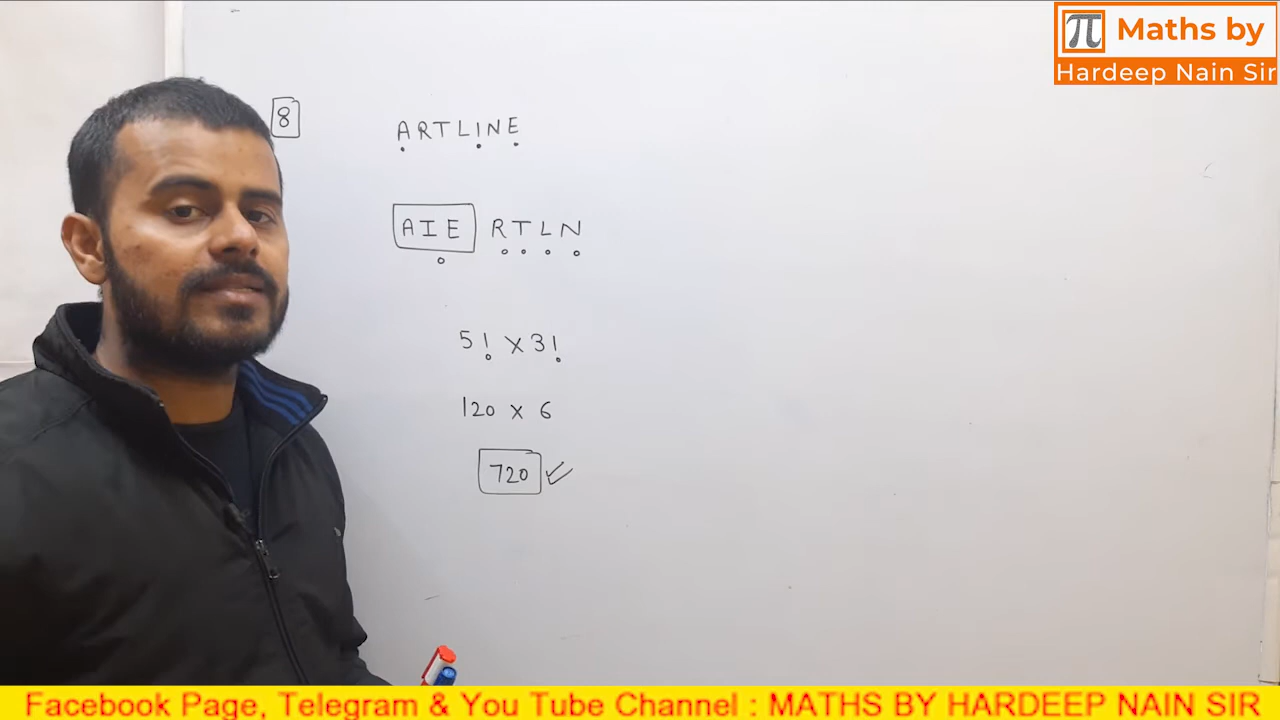 Maths by
Hardeep Nain Sir
8
ARTLINE
AIE RTLN
5! × 3!
120 × 6
720
Facebook Page, Telegram & You Tube Channel : MATHS BY HARDEEP NAIN SIR